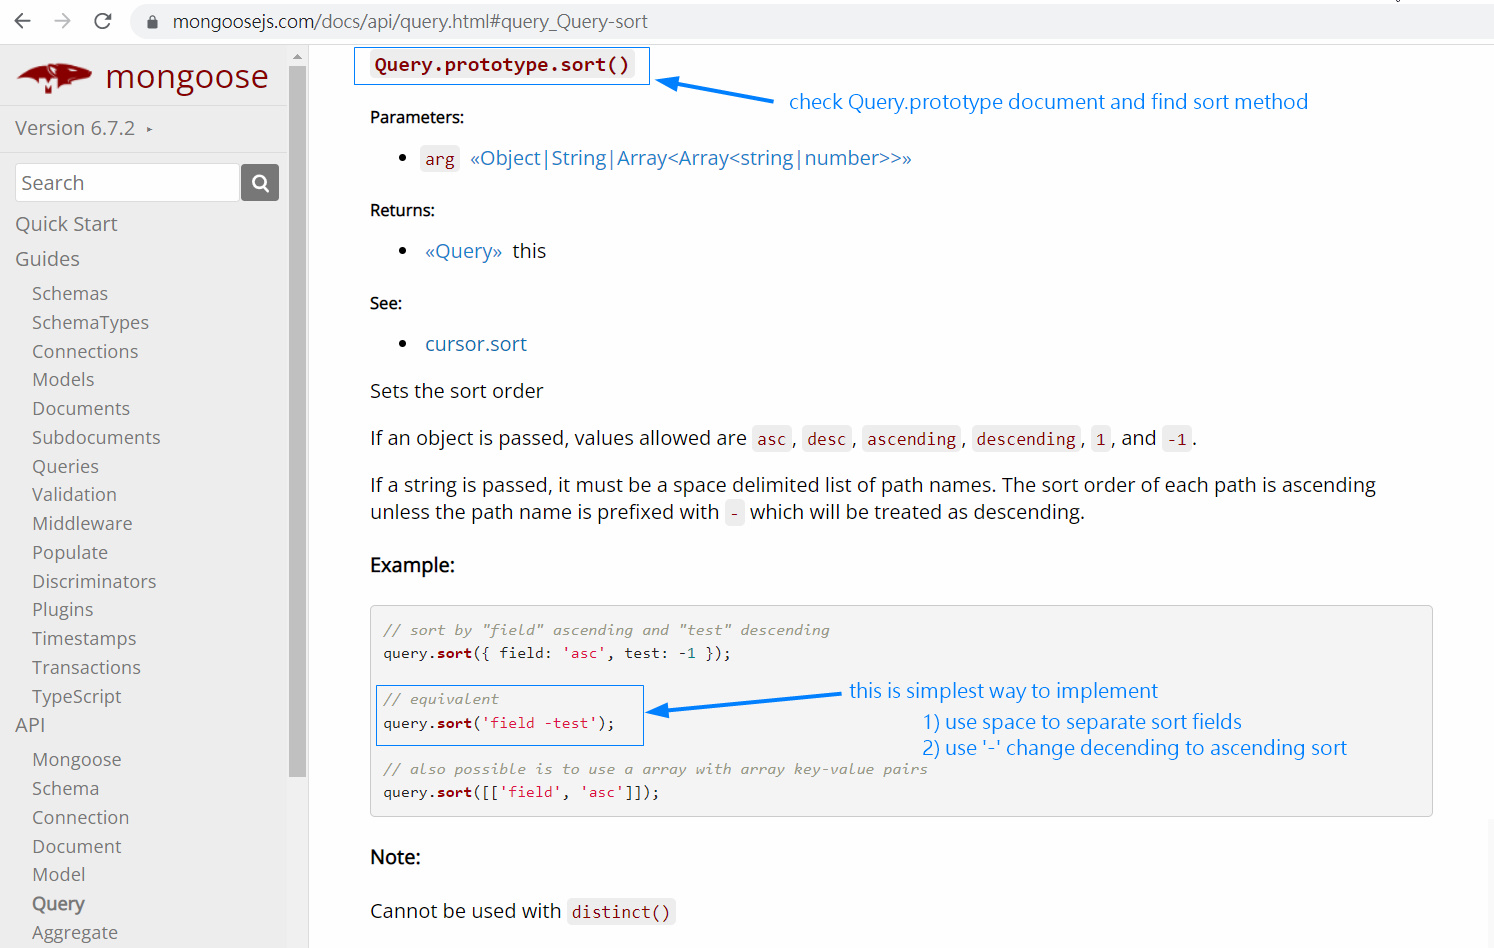 mongoosejs.com/docs/api/query.html#query_Query-sort
mongoose
Version 6.7.2
Search
Quick Start
Guides
Schemas
SchemaTypes
Connections
Models
Documents
Subdocuments
Queries
Validation
Middleware
Populate
Discriminators
Plugins
Timestamps
Transactions
TypeScript
API
Mongoose
Schema
Connection
Document
Model
Query
Aggregate
Query.prototype.sort()
check Query.prototype document and find sort method
Parameters:
arg «Object|String|Array<Array<string|number>>»
Returns:
«Query» this
See:
cursor.sort
Sets the sort order
If an object is passed, values allowed are asc, desc, ascending, descending, 1, and -1.
If a string is passed, it must be a space delimited list of path names. The sort order of each path is ascending
unless the path name is prefixed with - which will be treated as descending.
Example:
// sort by "field" ascending and "test" descending
query.sort({ field: 'asc', test: -1 });
// equivalent
query.sort('field -test');
this is simplest way to implement
1) use space to separate sort fields
2) use '-' change decending to ascending sort
// also possible is to use a array with array key-value pairs
query.sort([['field', 'asc']]);
Note:
Cannot be used with distinct()